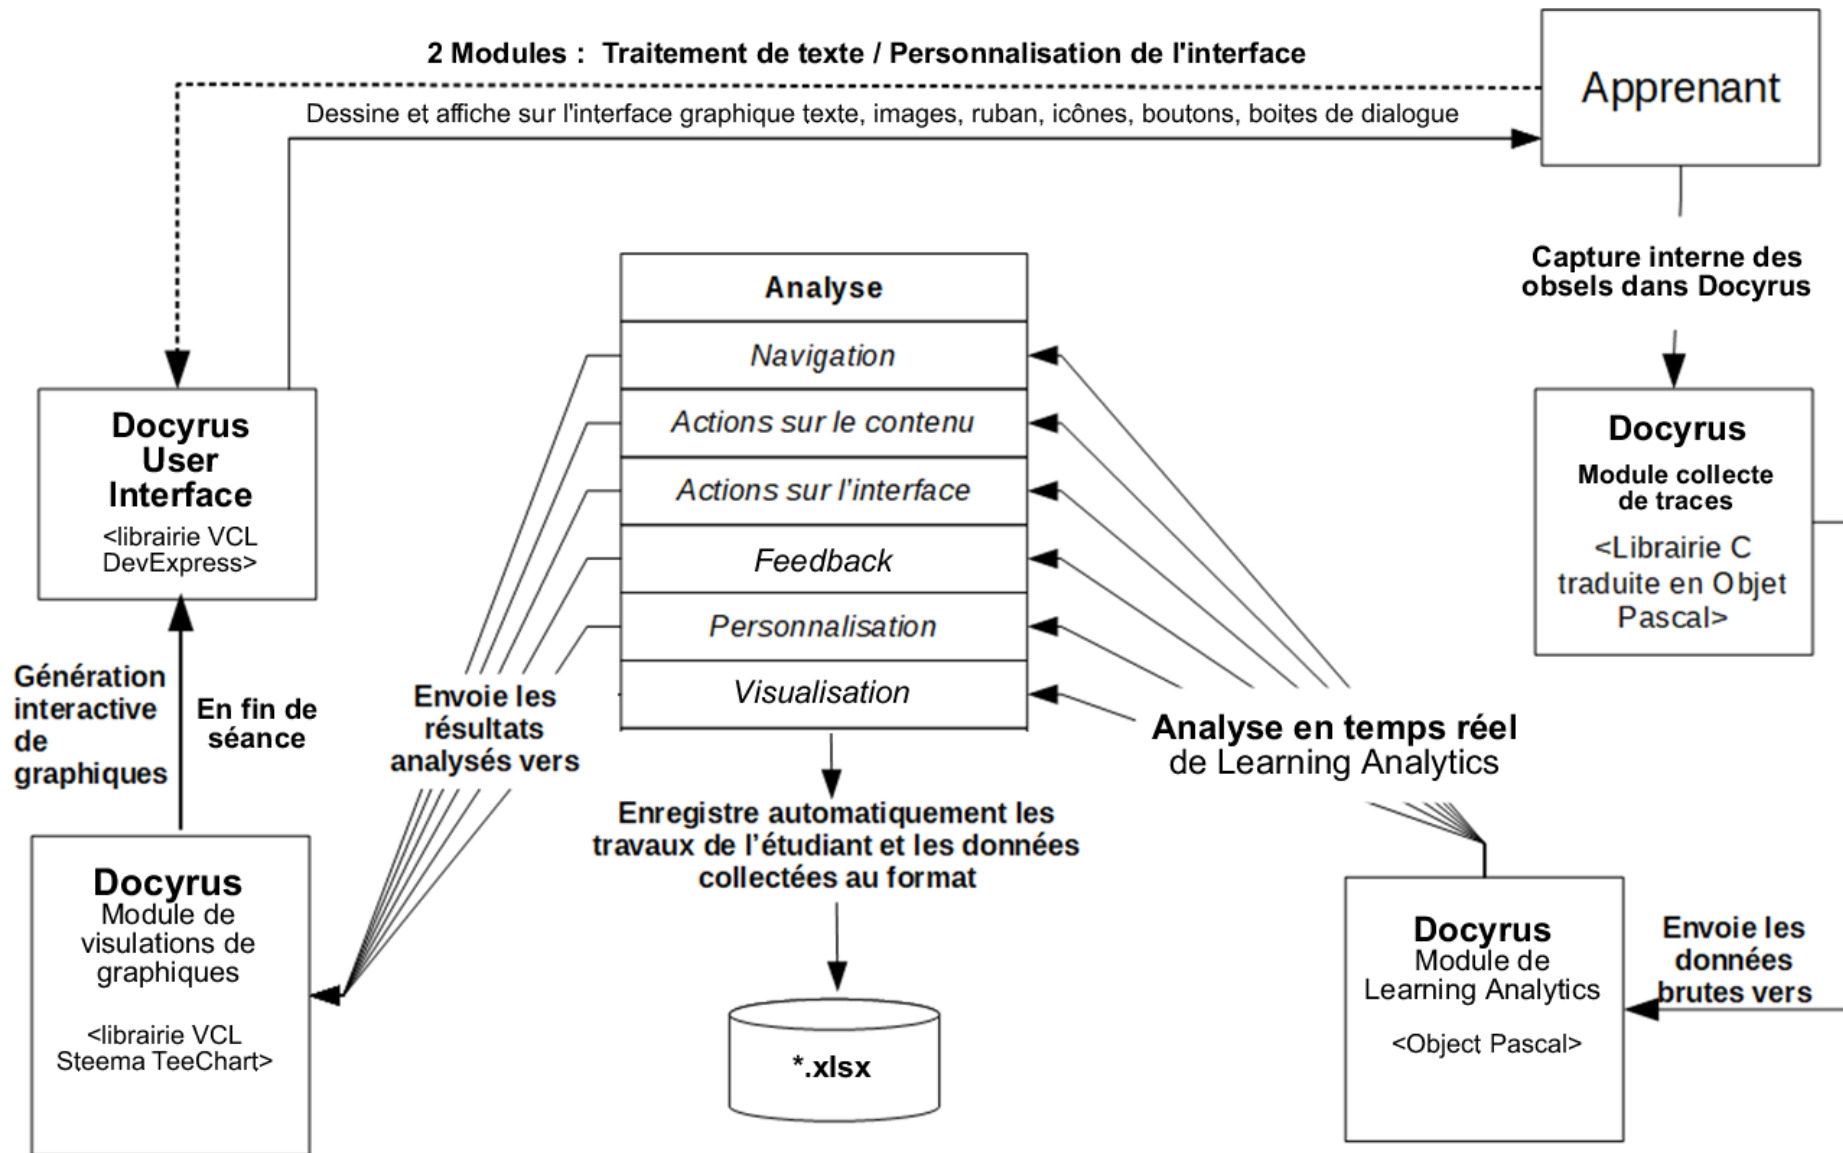 2 Modules :  Traitement de texte / Personnalisation de l'interface
Apprenant
Dessine et affiche sur l'interface graphique texte, images, ruban, icônes, boutons, boites de dialogue
Capture interne des
obsels dans Docyrus
Analyse
Navigation
Actions sur le contenu
Actions sur l’interface
Feedback
Personnalisation
Visualisation
Docyrus
User
Interface
<librairie VCL
DevExpress>
Docyrus
Module collecte
de traces
<Librairie C
traduite en Objet
Pascal>
Génération
interactive
de
graphiques
En fin de
séance
Envoie les
résultats
analysés vers
Analyse en temps réel
de Learning Analytics
Enregistre automatiquement les
travaux de l’étudiant et les données
collectées au format
Docyrus
Module de
visulations de
graphiques
<librairie VCL
Steema TeeChart>
*.xlsx
Docyrus
Module de
Learning Analytics
<Object Pascal>
Envoie les
données
brutes vers